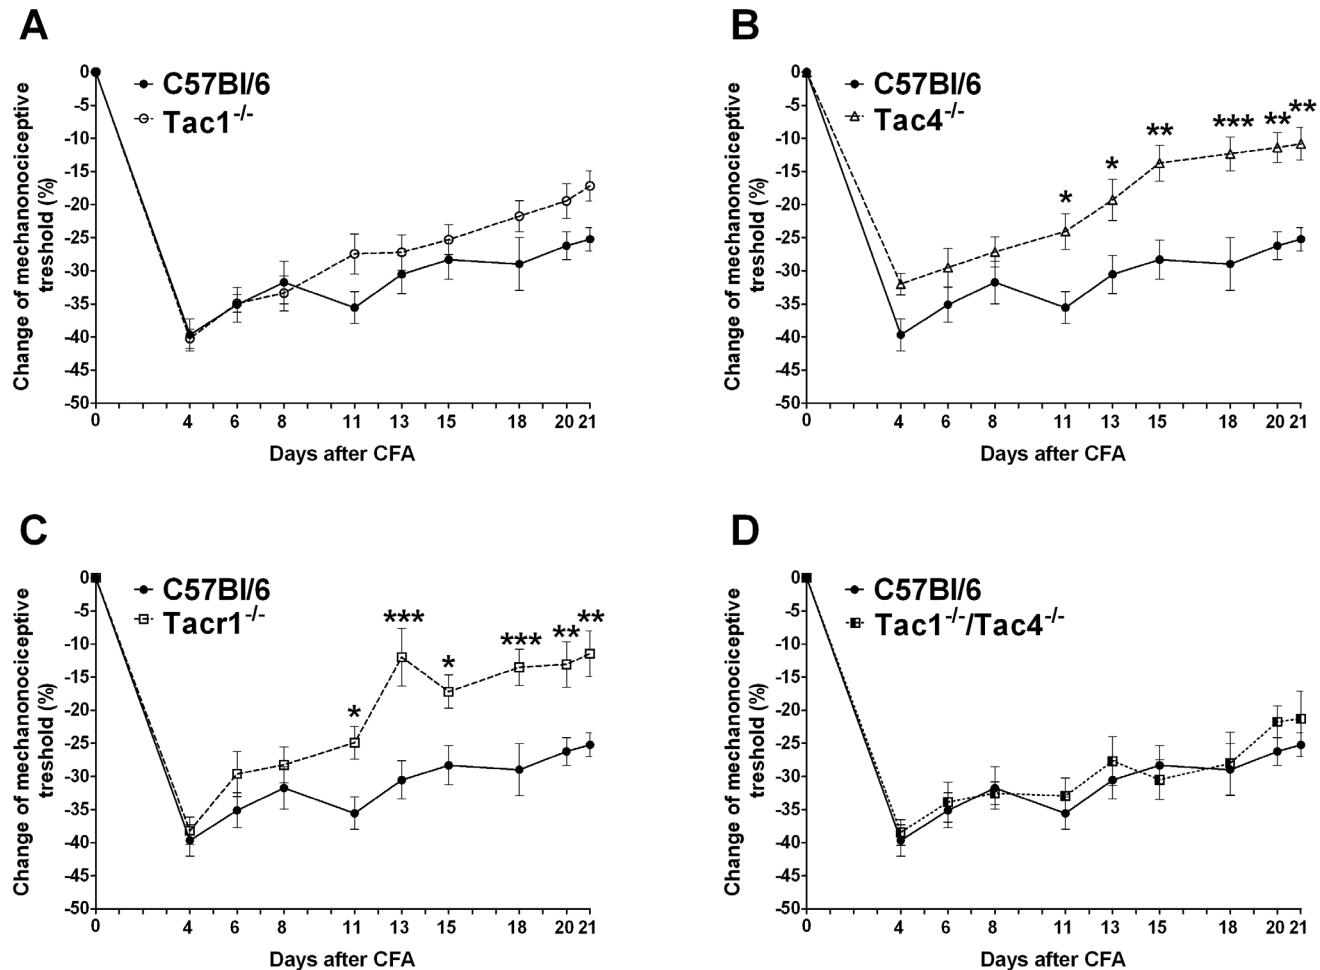 A
C57Bl/6
Tac1-/-
Change of mechanonociceptive
treshold (%)
0
-5
-10
-15
-20
-25
-30
-35
-40
-45
-50
0 4 6 8 11 13 15 18 20 21
Days after CFA
B
C57Bl/6
Tac4-/-
* * ** *** ** **
Change of mechanonociceptive
treshold (%)
0
-5
-10
-15
-20
-25
-30
-35
-40
-45
-50
0 4 6 8 11 13 15 18 20 21
Days after CFA
C
C57Bl/6
Tacr1-/-
* *** * *** ** **
Change of mechanonociceptive
treshold (%)
0
-5
-10
-15
-20
-25
-30
-35
-40
-45
-50
0 4 6 8 11 13 15 18 20 21
Days after CFA
D
C57Bl/6
Tac1-/-/Tac4-/-
Change of mechanonociceptive
treshold (%)
0
-5
-10
-15
-20
-25
-30
-35
-40
-45
-50
0 4 6 8 11 13 15 18 20 21
Days after CFA